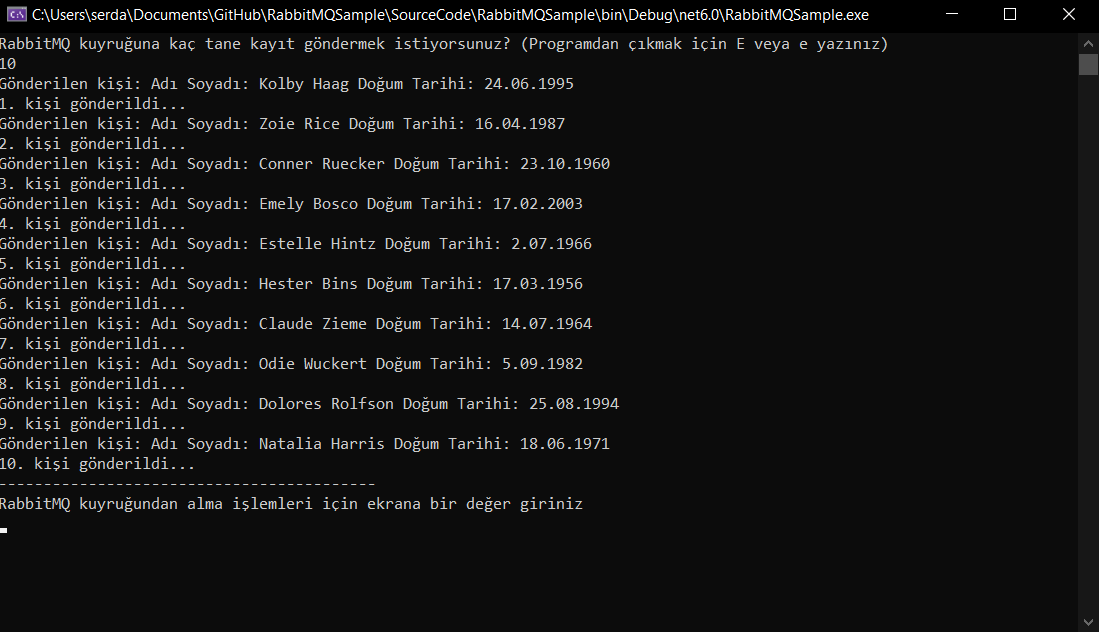 C:\Users\serda\Documents\GitHub\RabbitMQSample\SourceCode\RabbitMQSample\bin\Debug\net6.0\RabbitMQSample.exe
RabbitMQ kuyruğuna kaç tane kayıt göndermek istiyorsunuz? (Programdan çıkmak için E veya e yazınız)
10
Gönderilen kişi: Adı Soyadı: Kolby Haag Doğum Tarihi: 24.06.1995
1. kişi gönderildi...
Gönderilen kişi: Adı Soyadı: Zoie Rice Doğum Tarihi: 16.04.1987
2. kişi gönderildi...
Gönderilen kişi: Adı Soyadı: Conner Ruecker Doğum Tarihi: 23.10.1960
3. kişi gönderildi...
Gönderilen kişi: Adı Soyadı: Emely Bosco Doğum Tarihi: 17.02.2003
4. kişi gönderildi...
Gönderilen kişi: Adı Soyadı: Estelle Hintz Doğum Tarihi: 2.07.1966
5. kişi gönderildi...
Gönderilen kişi: Adı Soyadı: Hester Bins Doğum Tarihi: 17.03.1956
6. kişi gönderildi...
Gönderilen kişi: Adı Soyadı: Claude Zieme Doğum Tarihi: 14.07.1964
7. kişi gönderildi...
Gönderilen kişi: Adı Soyadı: Odie Wuckert Doğum Tarihi: 5.09.1982
8. kişi gönderildi...
Gönderilen kişi: Adı Soyadı: Dolores Rolfson Doğum Tarihi: 25.08.1994
9. kişi gönderildi...
Gönderilen kişi: Adı Soyadı: Natalia Harris Doğum Tarihi: 18.06.1971
10. kişi gönderildi...
------------------------------------------
RabbitMQ kuyruğundan alma işlemleri için ekrana bir değer giriniz